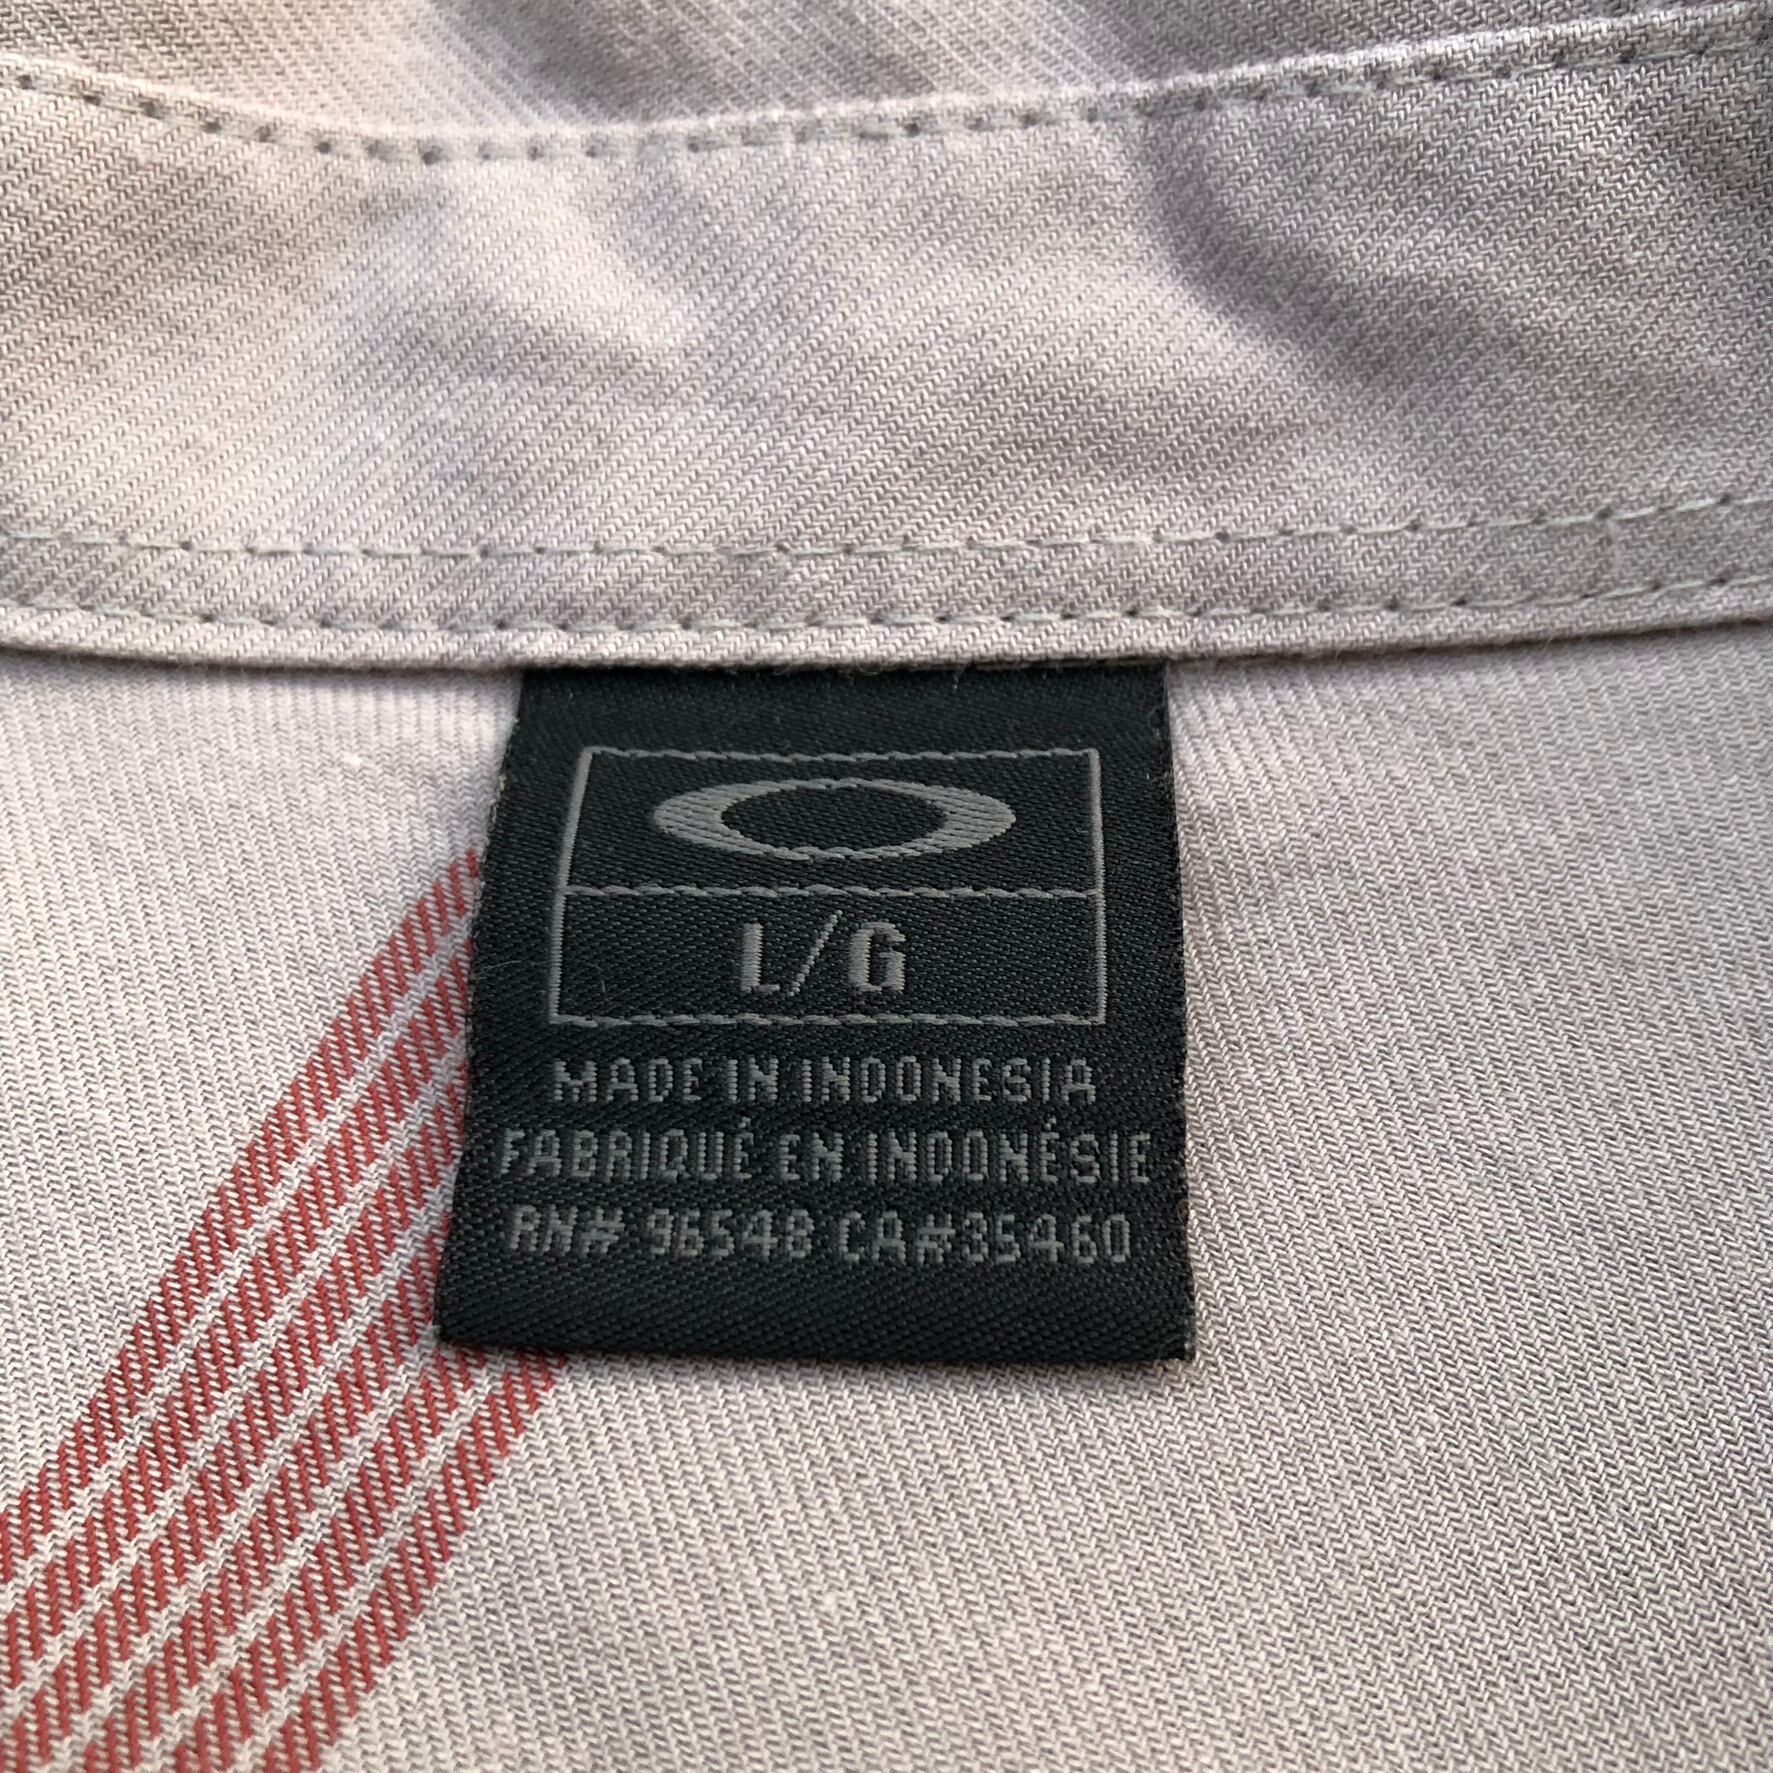 L/G
MADE IN INDONESIA
FABRIQUÉ EN INDONÉSIE
RN# 96548 CA#35460